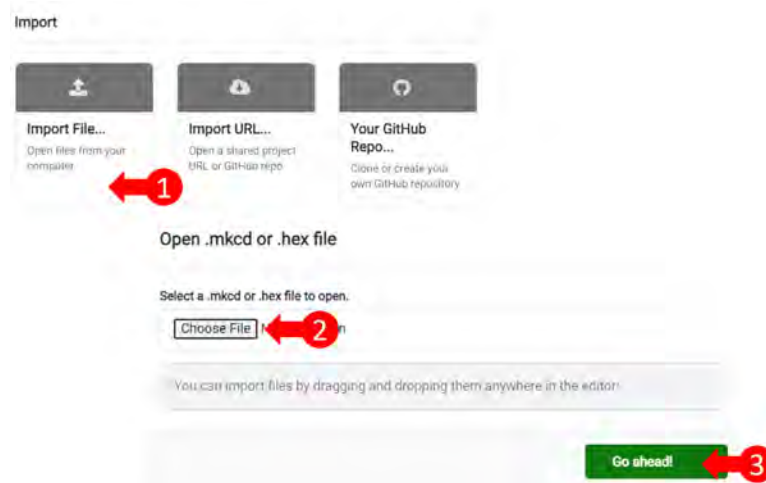 Import
Import File...
Open files from your
computer
1
Import URL...
Open a shared project
URL or GitHub repo
Your GitHub
Repo...
Clone or create your
own GitHub repository
Open .mkcd or .hex file
Select a .mkcd or .hex file to open.
Choose File 2
You can import files by dragging and dropping them anywhere in the editor!
Go ahead! 3